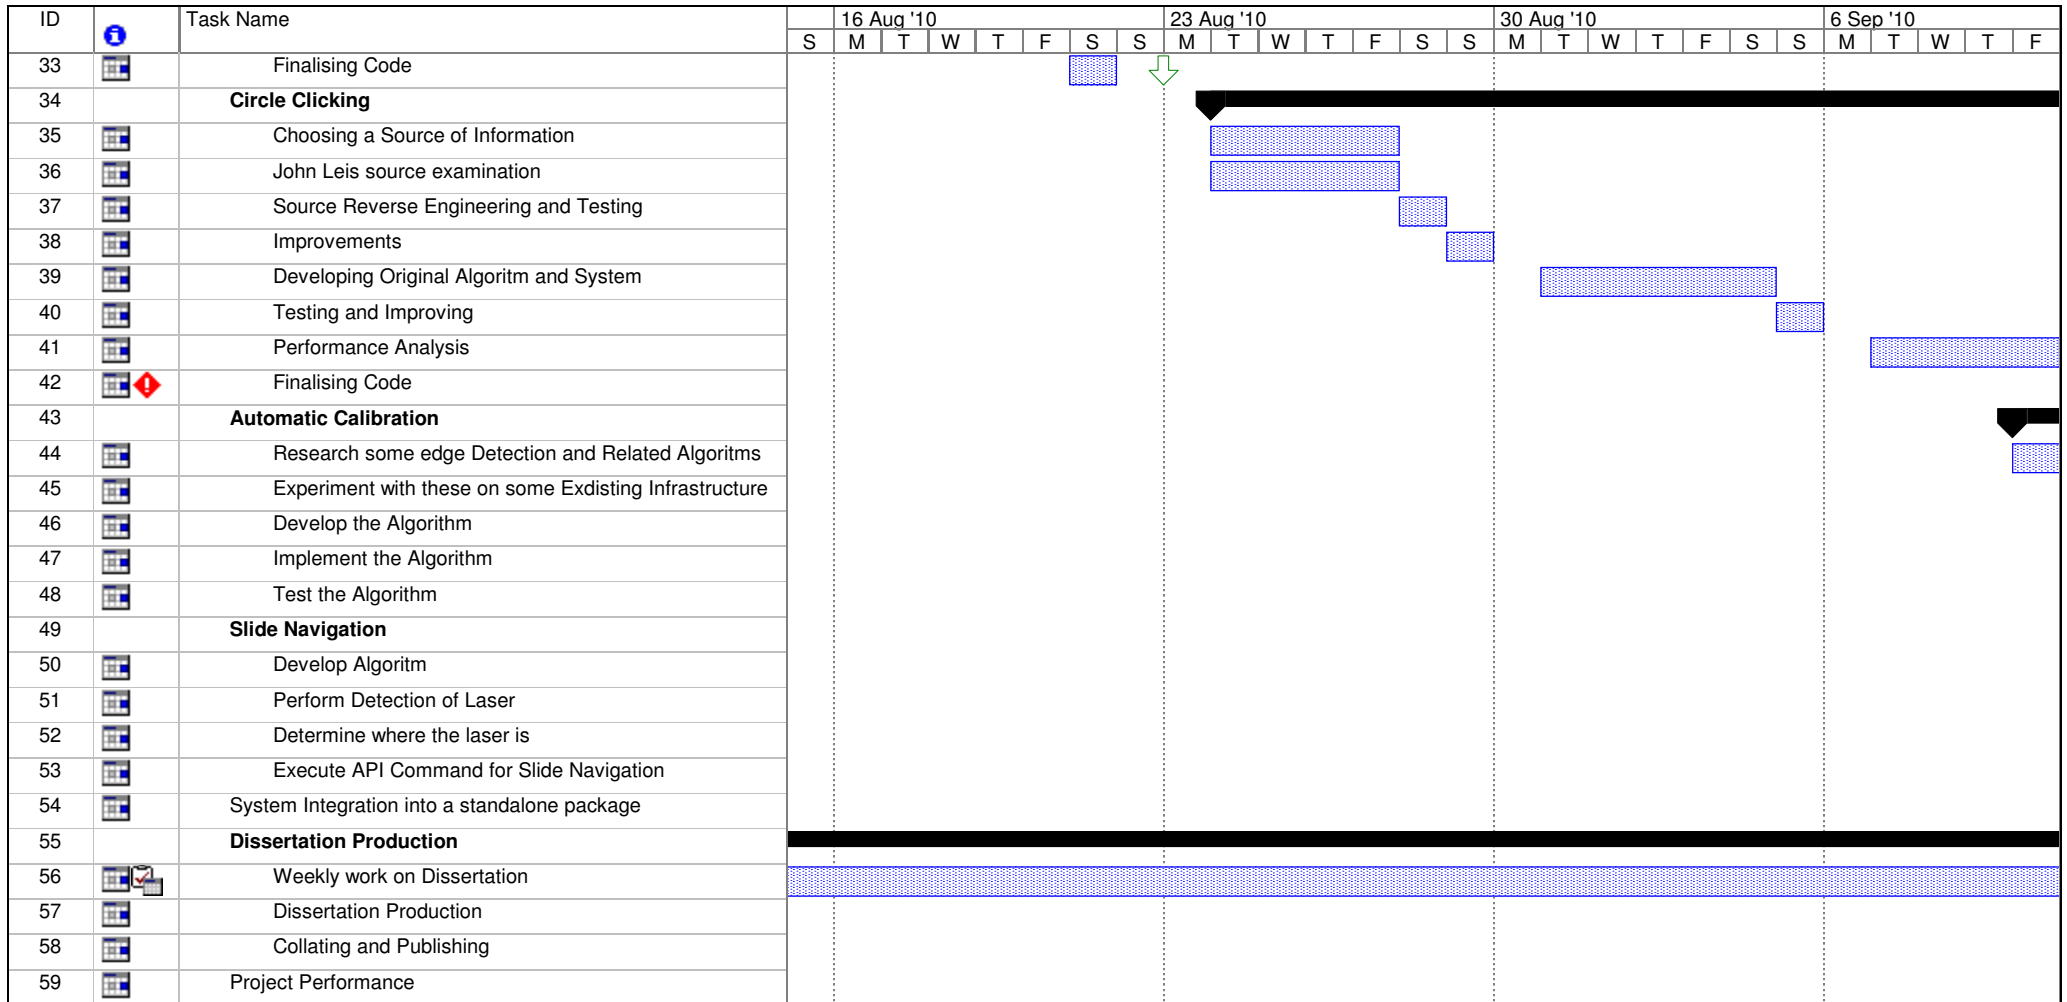 ID Task Name 16 Aug '10 23 Aug '10 30 Aug '10 6 Sep '10
S M T W T F S S M T W T F S S M T W T F S S M T W T F
33 Finalising Code
34 Circle Clicking
35 Choosing a Source of Information
36 John Leis source examination
37 Source Reverse Engineering and Testing
38 Improvements
39 Developing Original Algoritm and System
40 Testing and Improving
41 Performance Analysis
42 Finalising Code
43 Automatic Calibration
44 Research some edge Detection and Related Algoritms
45 Experiment with these on some Exdisting Infrastructure
46 Develop the Algorithm
47 Implement the Algorithm
48 Test the Algorithm
49 Slide Navigation
50 Develop Algoritm
51 Perform Detection of Laser
52 Determine where the laser is
53 Execute API Command for Slide Navigation
54 System Integration into a standalone package
55 Dissertation Production
56 Weekly work on Dissertation
57 Dissertation Production
58 Collating and Publishing
59 Project Performance